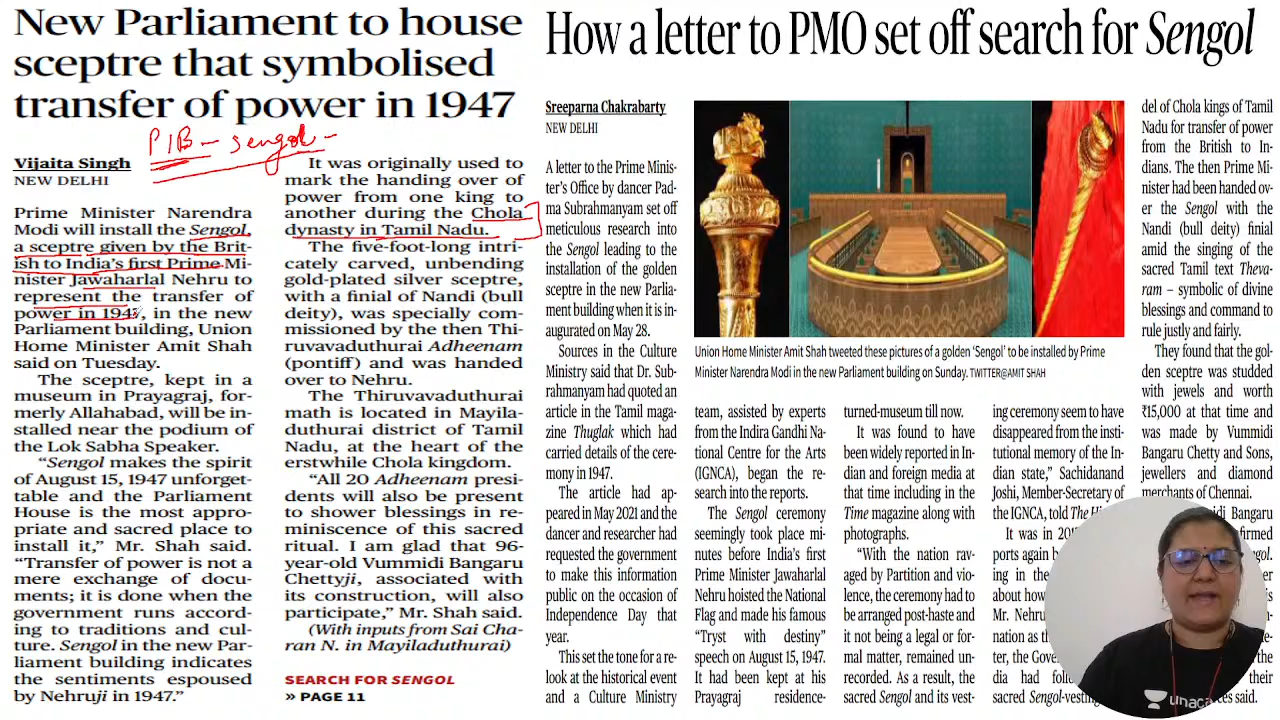 New Parliament to house
sceptre that symbolised
transfer of power in 1947
PIB - sengol -
Vijaita Singh
NEW DELHI
Prime Minister Narendra
Modi will install the Sengol,
a sceptre given by the Brit-
ish to India's first Prime Mi-
nister Jawaharlal Nehru to
represent the transfer of
power in 1947, in the new
Parliament building, Union
Home Minister Amit Shah
said on Tuesday.
The sceptre, kept in a
museum in Prayagraj, for-
merly Allahabad, will be in-
stalled near the podium of
the Lok Sabha Speaker.
"Sengol makes the spirit
of August 15, 1947 unforget-
table and the Parliament
House is the most appro-
priate and sacred place to
install it," Mr. Shah said.
"Transfer of power is not a
mere exchange of docu-
ments; it is done when the
government runs accord-
ing to traditions and cul-
ture. Sengol in the new Par-
liament building indicates
the sentiments espoused
by Nehruji in 1947."
It was originally used to
mark the handing over of
power from one king to
another during the Chola
dynasty in Tamil Nadu.
The five-foot-long intri-
cately carved, unbending
gold-plated silver sceptre,
with a finial of Nandi (bull
deity), was specially com-
missioned by the then Thi-
ruvavaduthurai Adheenam
(pontiff) and was handed
over to Nehru.
The Thiruvavaduthurai
math is located in Mayila-
duthurai district of Tamil
Nadu, at the heart of the
erstwhile Chola kingdom.
"All 20 Adheenam presi-
dents will also be present
to shower blessings in re-
miniscence of this sacred
ritual. I am glad that 96-
year-old Vummidi Bangaru
Chettyji, associated with
its construction, will also
participate," Mr. Shah said.
(With inputs from Sai Cha-
ran N. in Mayiladuthurai)
SEARCH FOR SENGOL
» PAGE 11
How a letter to PMO set off search for Sengol
Sreeparna Chakrabarty
NEW DELHI
A letter to the Prime Minis-
ter's Office by dancer Pad-
ma Subrahmanyam set off
meticulous research into
the Sengol leading to the
installation of the golden
sceptre in the new Parlia-
ment building when it is in-
augurated on May 28.
Sources in the Culture
Ministry said that Dr. Sub-
rahmanyam had quoted an
article in the Tamil maga-
zine Thuglak which had
carried details of the cere-
mony in 1947.
The article had ap-
peared in May 2021 and the
dancer and researcher had
requested the government
to make this information
public on the occasion of
Independence Day that
year.
This set the tone for a re-
look at the historical event
and a Culture Ministry
Union Home Minister Amit Shah tweeted these pictures of a golden 'Sengol' to be installed by Prime
Minister Narendra Modi in the new Parliament building on Sunday. TWITTER@AMIT SHAH
team, assisted by experts
from the Indira Gandhi Na-
tional Centre for the Arts
(IGNCA), began the re-
search into the reports.
The Sengol ceremony
seemingly took place mi-
nutes before India's first
Prime Minister Jawaharlal
Nehru hoisted the National
Flag and made his famous
"Tryst with destiny"
speech on August 15, 1947.
It had been kept at his
Prayagraj residence-
turned-museum till now.
It was found to have
been widely reported in In-
dian and foreign media at
that time including in the
Time magazine along with
photographs.
"With the nation rav-
aged by Partition and vio-
lence, the ceremony had to
be arranged post-haste and
it not being a legal or for-
mal matter, remained un-
recorded. As a result, the
sacred Sengol and its vest-
ing ceremony seem to have
disappeared from the insti-
tutional memory of the
Indian state," Sachidanand
Joshi, Member-Secretary of
the IGNCA, told The
It was in
ports again
ing in the
about how
Mr. Nehru
nation as
ter, the Gove
dia had
sacred Sengol-
del of Chola kings of Tamil
Nadu for transfer of power
from the British to In-
dians. The then Prime Mi-
nister had been handed ov-
er the Sengol with the
Nandi (bull deity) finial
amid the singing of the
sacred Tamil text Theva-
ram – symbolic of divine
blessings and command to
rule justly and fairly.
They found that the gol-
den sceptre was studded
with jewels and worth
₹15,000 at that time and
was made by Vummidi
Bangaru Chetty and Sons,
jewellers and diamond
merchants of Chennai.
Bangaru
the
their
said.
unaca